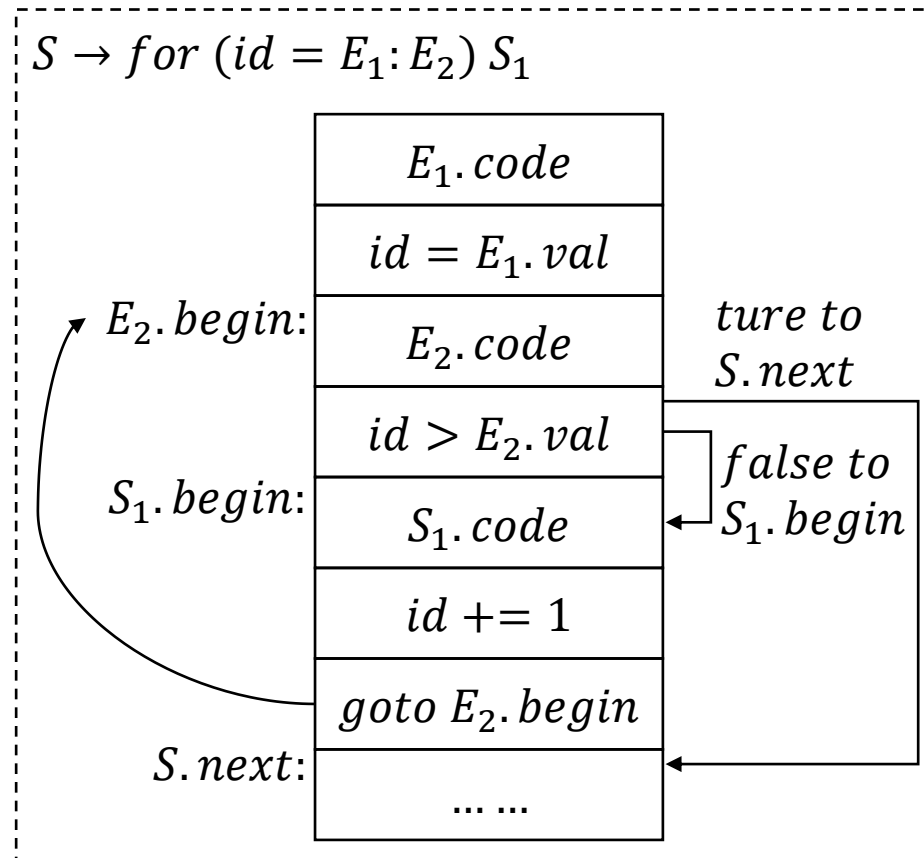 S → for (id = E₁: E₂) S₁
E₁. code
id = E₁. val
E₂. begin:
E₂. code
ture to
S. next
id > E₂. val
false to
S₁. begin
S₁. begin:
S₁. code
id += 1
goto E₂. begin
S. next:
... ...